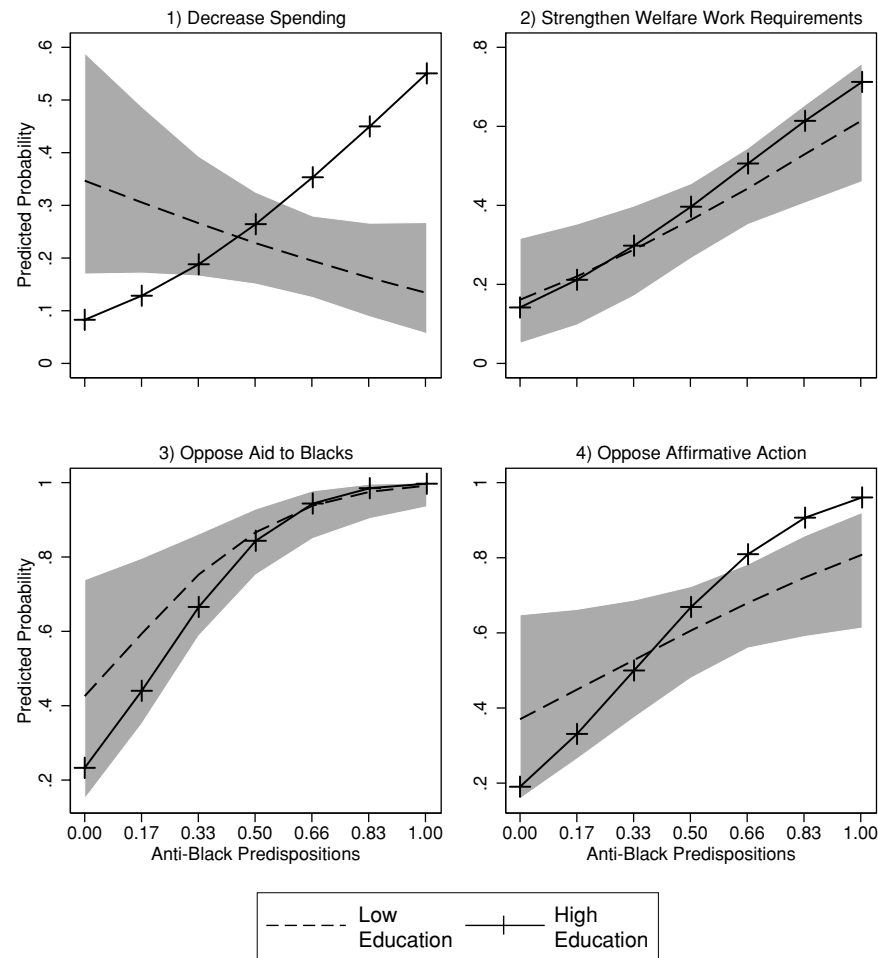 1) Decrease Spending
2) Strengthen Welfare Work Requirements
Predicted Probability
.6
.5
.4
.3
.2
.1
0
.8
.6
.4
.2
0
3) Oppose Aid to Blacks
4) Oppose Affirmative Action
Predicted Probability
1
.8
.6
.4
.2
1
.8
.6
.4
.2
0.00 0.17 0.33 0.50 0.66 0.83 1.00
0.00 0.17 0.33 0.50 0.66 0.83 1.00
Anti-Black Predispositions
Anti-Black Predispositions
Low
Education
High
Education